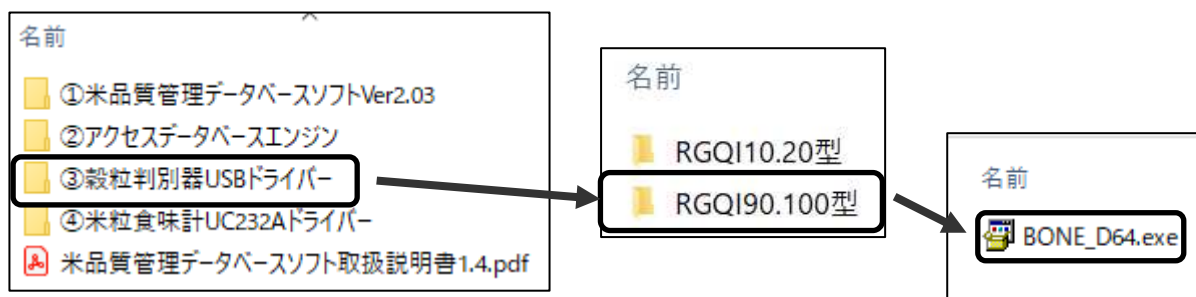 名前
①米品質管理データベースソフトVer2.03
②アクセスデータベースエンジン
③穀粒判別器USBドライバー
④米粒食味計UC232Aドライバー
米品質管理データベースソフト取扱説明書1.4.pdf
名前
RGQI10.20型
RGQI90.100型
名前
BONE_D64.exe